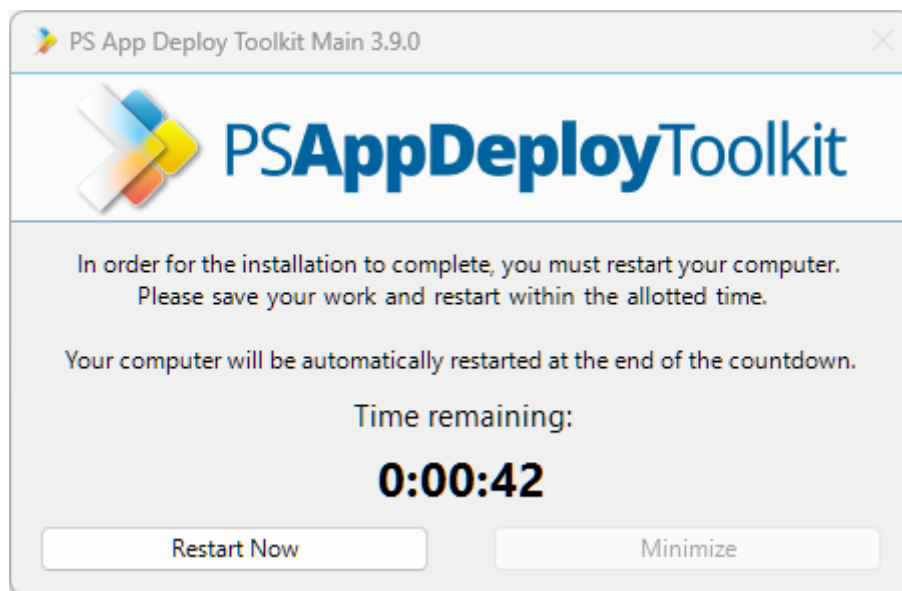 PS App Deploy Toolkit Main 3.9.0
PSAppDeployToolkit
In order for the installation to complete, you must restart your computer.
Please save your work and restart within the allotted time.
Your computer will be automatically restarted at the end of the countdown.
Time remaining:
0:00:42
Restart Now
Minimize